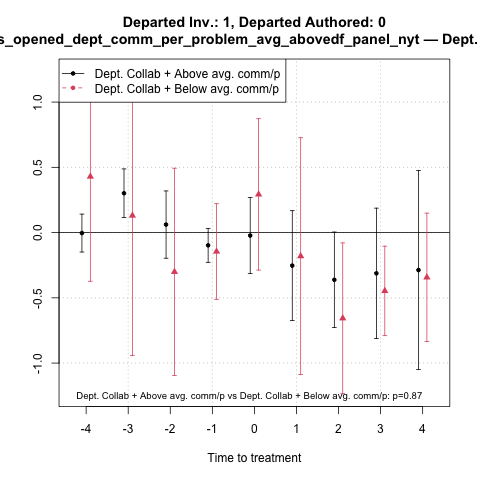 Departed Inv.: 1, Departed Authored: 0
s_opened_dept_comm_per_problem_avg_abovedf_panel_nyt — Dept.
Dept. Collab + Above avg. comm/p
Dept. Collab + Below avg. comm/p
1.0
0.5
0.0
-0.5
-1.0
Dept. Collab + Above avg. comm/p vs Dept. Collab + Below avg. comm/p: p=0.87
-4 -3 -2 -1 0 1 2 3 4
Time to treatment